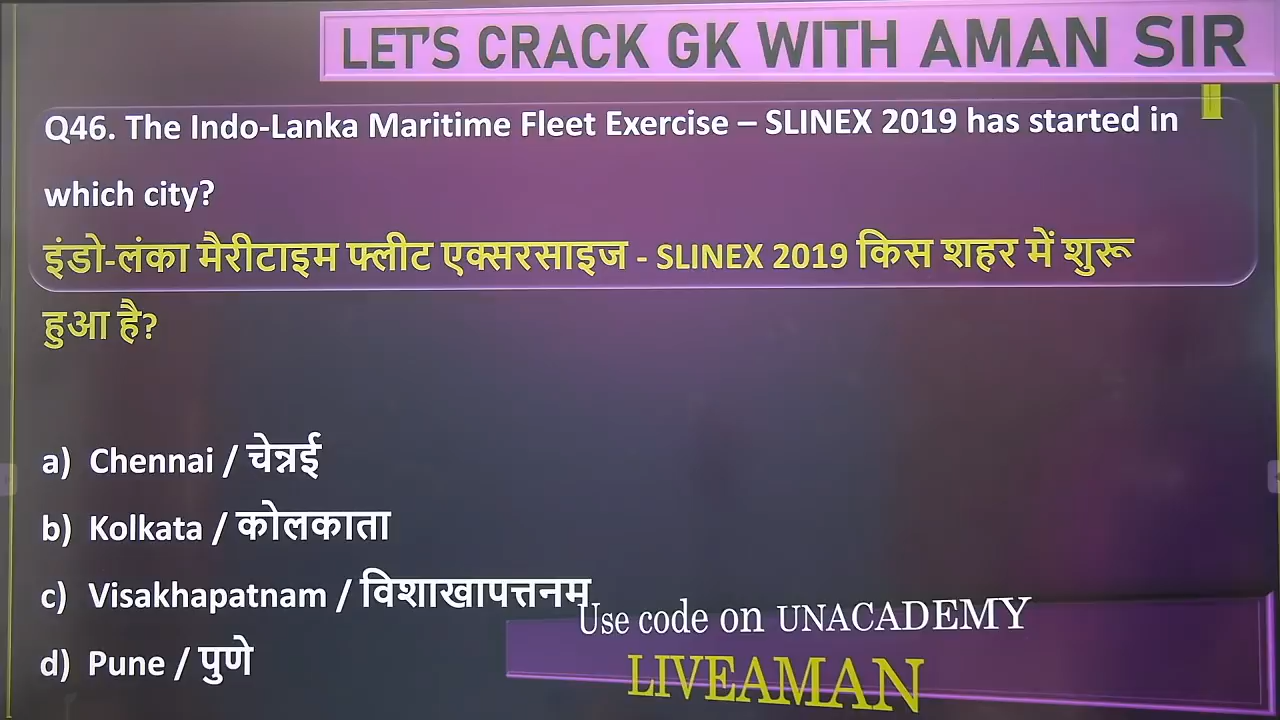 LET'S CRACK GK WITH AMAN SIR
Q46. The Indo-Lanka Maritime Fleet Exercise – SLINEX 2019 has started in
which city?
इंडो-लंका मैरीटाइम फ्लीट एक्सरसाइज - SLINEX 2019 किस शहर में शुरू
हुआ है?
a) Chennai / चेन्नई
b) Kolkata / कोलकाता
c) Visakhapatnam / विशाखापत्तनम
d) Pune / पुणे
Use code on UNACADEMY
LIVEAMAN